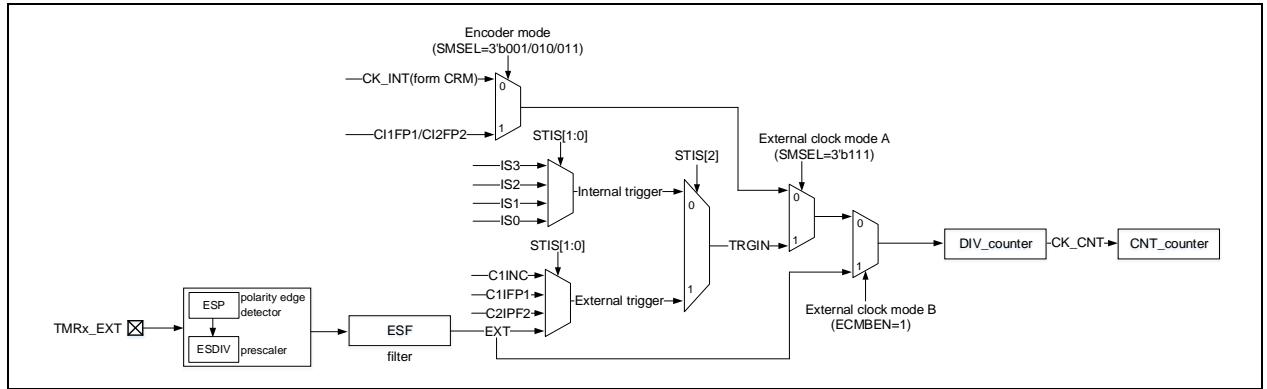 Encoder mode
(SMSEL=3'b001/010/011)
CK_INT(form CRM)
0
CI1FP1/CI2FP2
1
STIS[1:0]
External clock mode A
(SMSEL=3'b111)
STIS[2]
IS3
IS2
IS1
IS0
Internal trigger
0
0
1
TRGIN
0
1
DIV_counter
CK_CNT
CNT_counter
STIS[1:0]
C1INC
C1IFP1
C2IPF2
EXT
External trigger
1
External clock mode B
(ECMBEN=1)
TMRx_EXT
ESP
polarity edge
detector
ESDIV
prescaler
ESF
filter